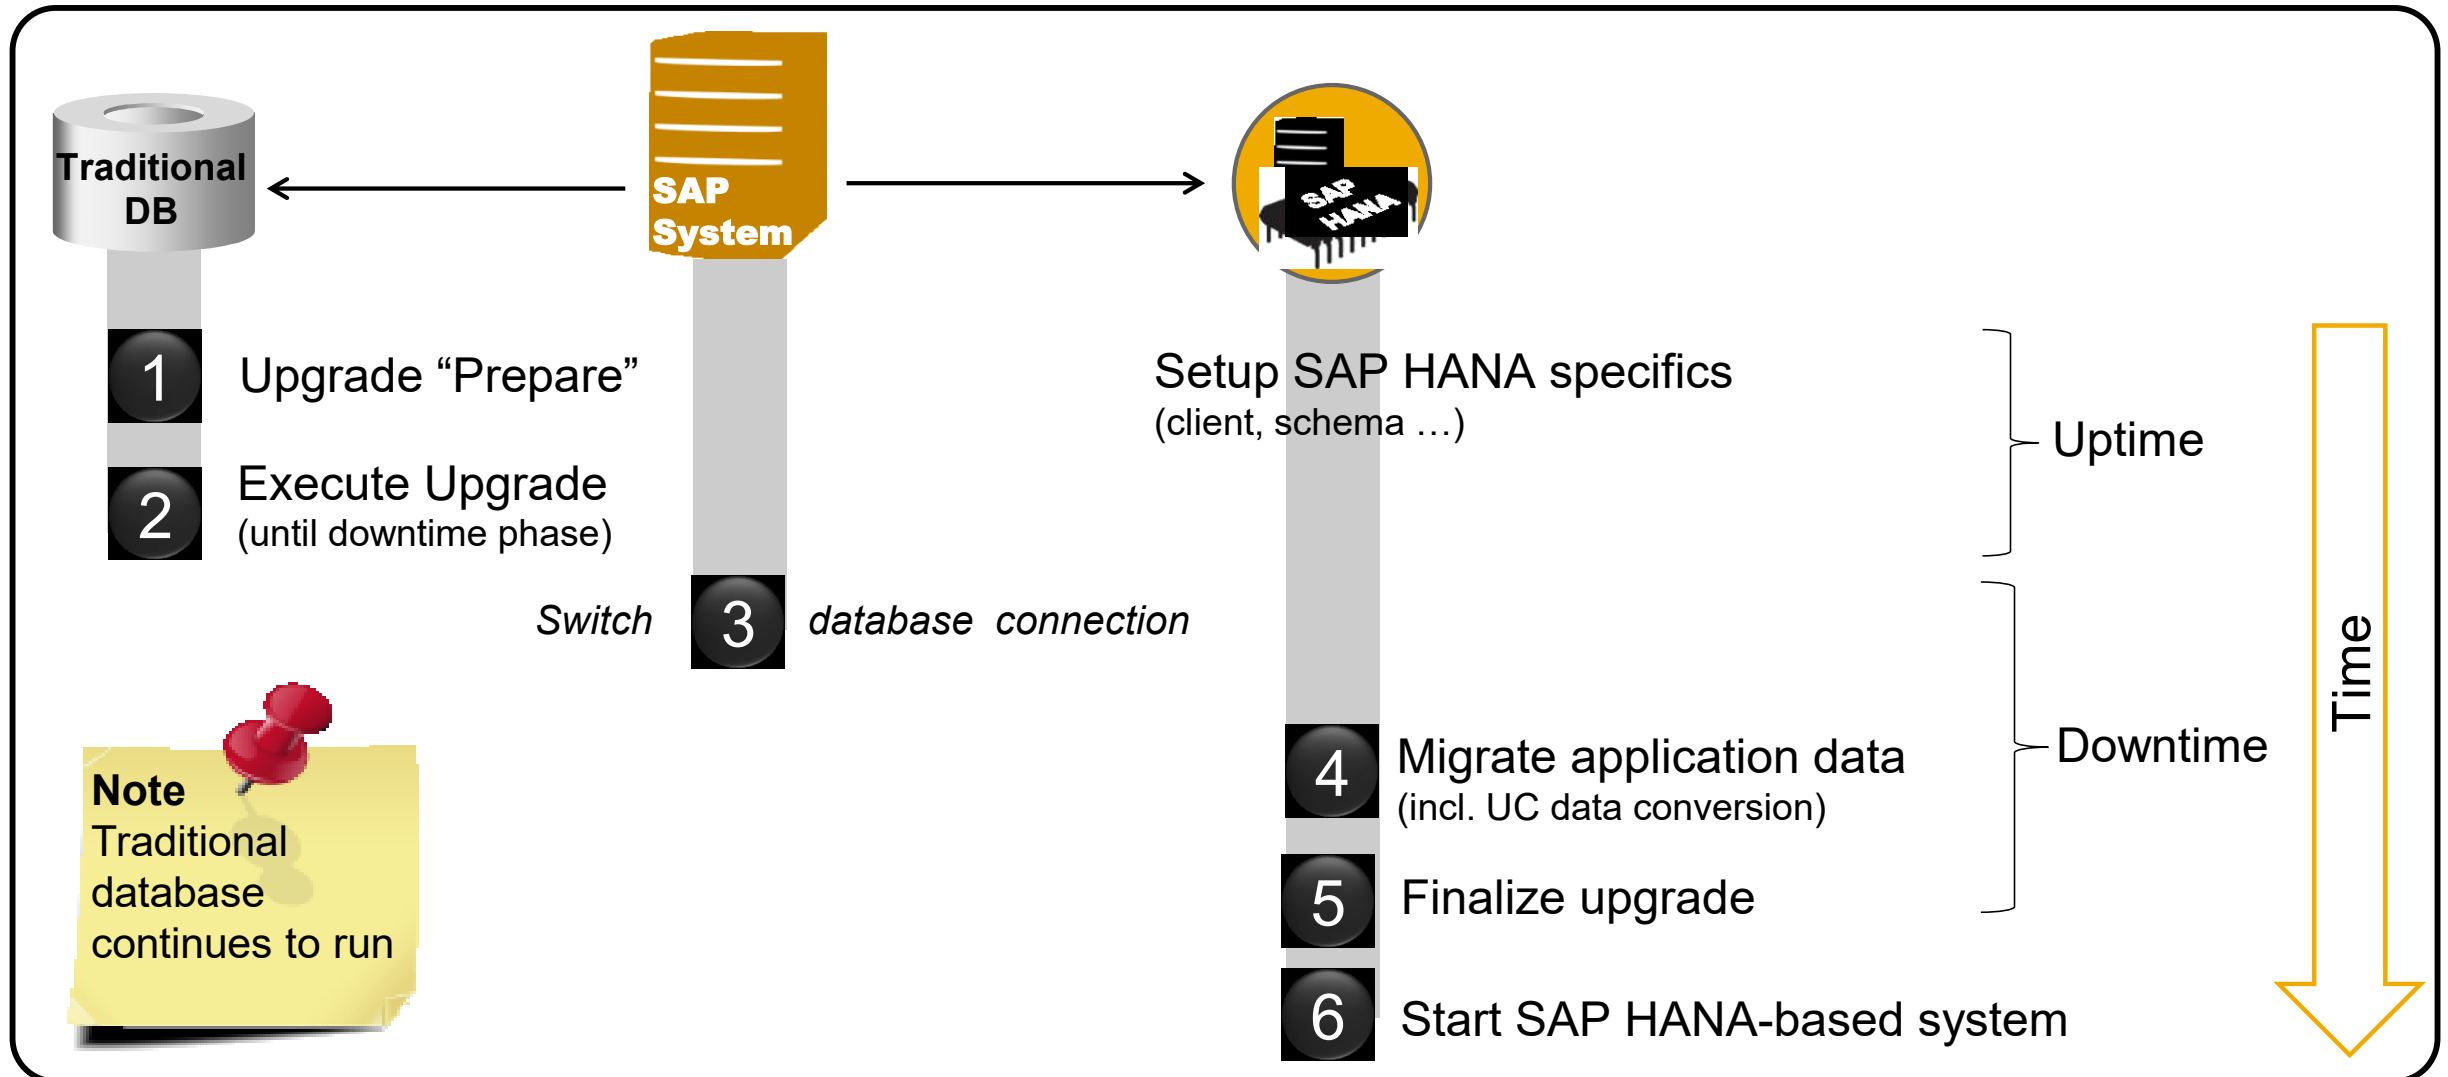 Traditional
DB
SAP
System
SAP
HANA
1
Upgrade “Prepare”
Setup SAP HANA specifics
(client, schema …)
Uptime
2
Execute Upgrade
(until downtime phase)
Switch 3 database connection
Time
Note
Traditional
database
continues to run
4
Migrate application data
(incl. UC data conversion)
Downtime
5
Finalize upgrade
6
Start SAP HANA-based system